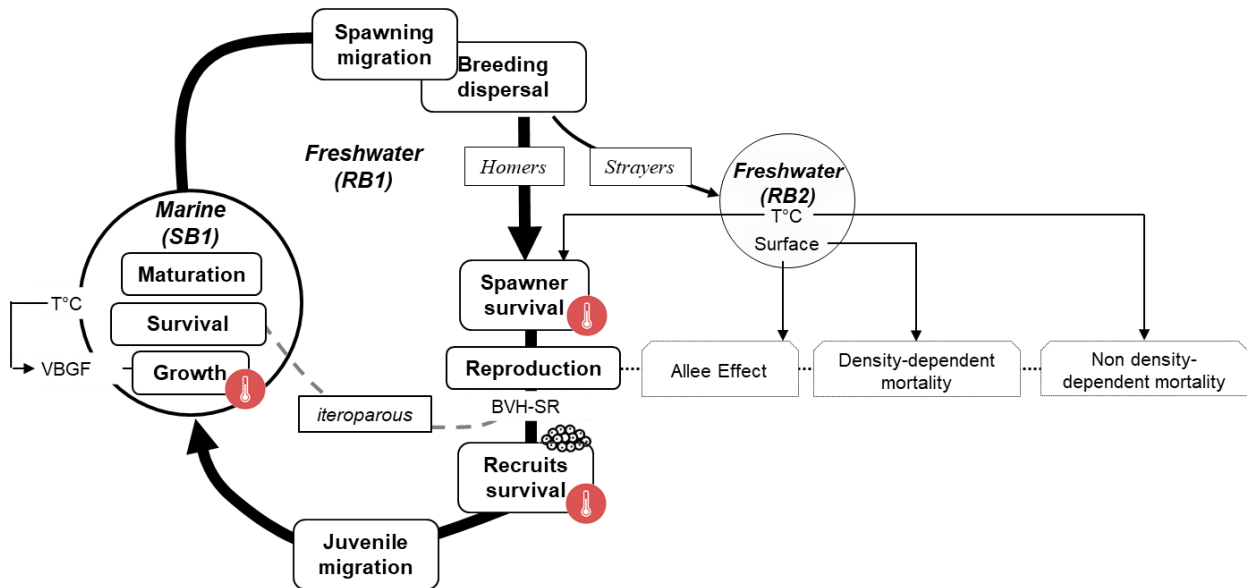 Spawning
migration
Breeding
dispersal
Freshwater
(RB1)
Homers
Strayers
Freshwater
(RB2)
T°C
Surface
Marine
(SB1)
Maturation
Survival
Growth
T°C
VBGF
Spawner
survival
Reproduction
Allee Effect
Density-dependent
mortality
Non density-
dependent mortality
iteroparous
BVH-SR
Recruits
survival
Juvenile
migration